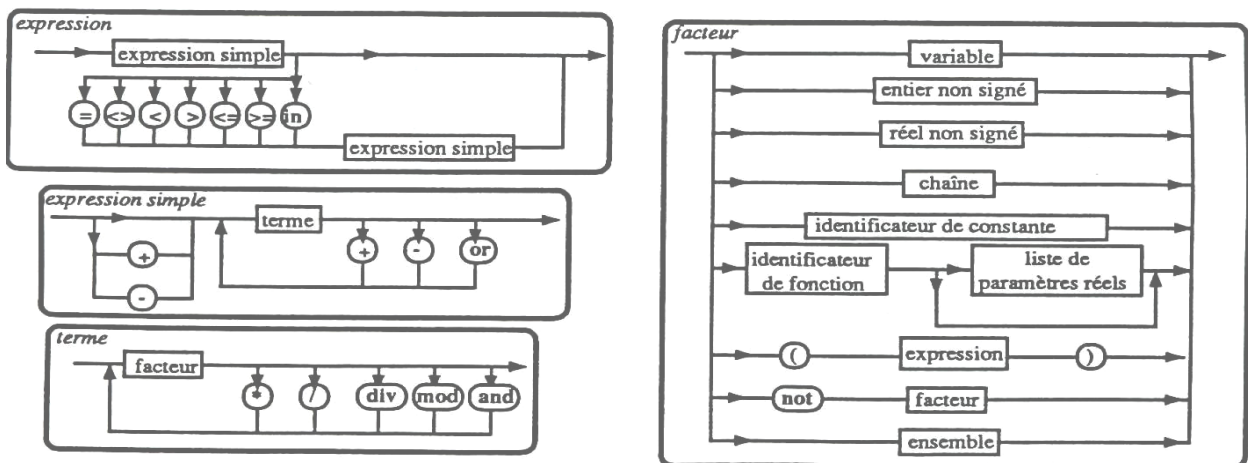 expression
expression simple
= <> < > <= >= in
expression simple
expression simple
terme
+ - or
+
-
terme
facteur
* / div mod and
facteur
variable
entier non signé
réel non signé
chaîne
identificateur de constante
identificateur
de fonction
liste de
paramètres réels
( expression )
not facteur
ensemble